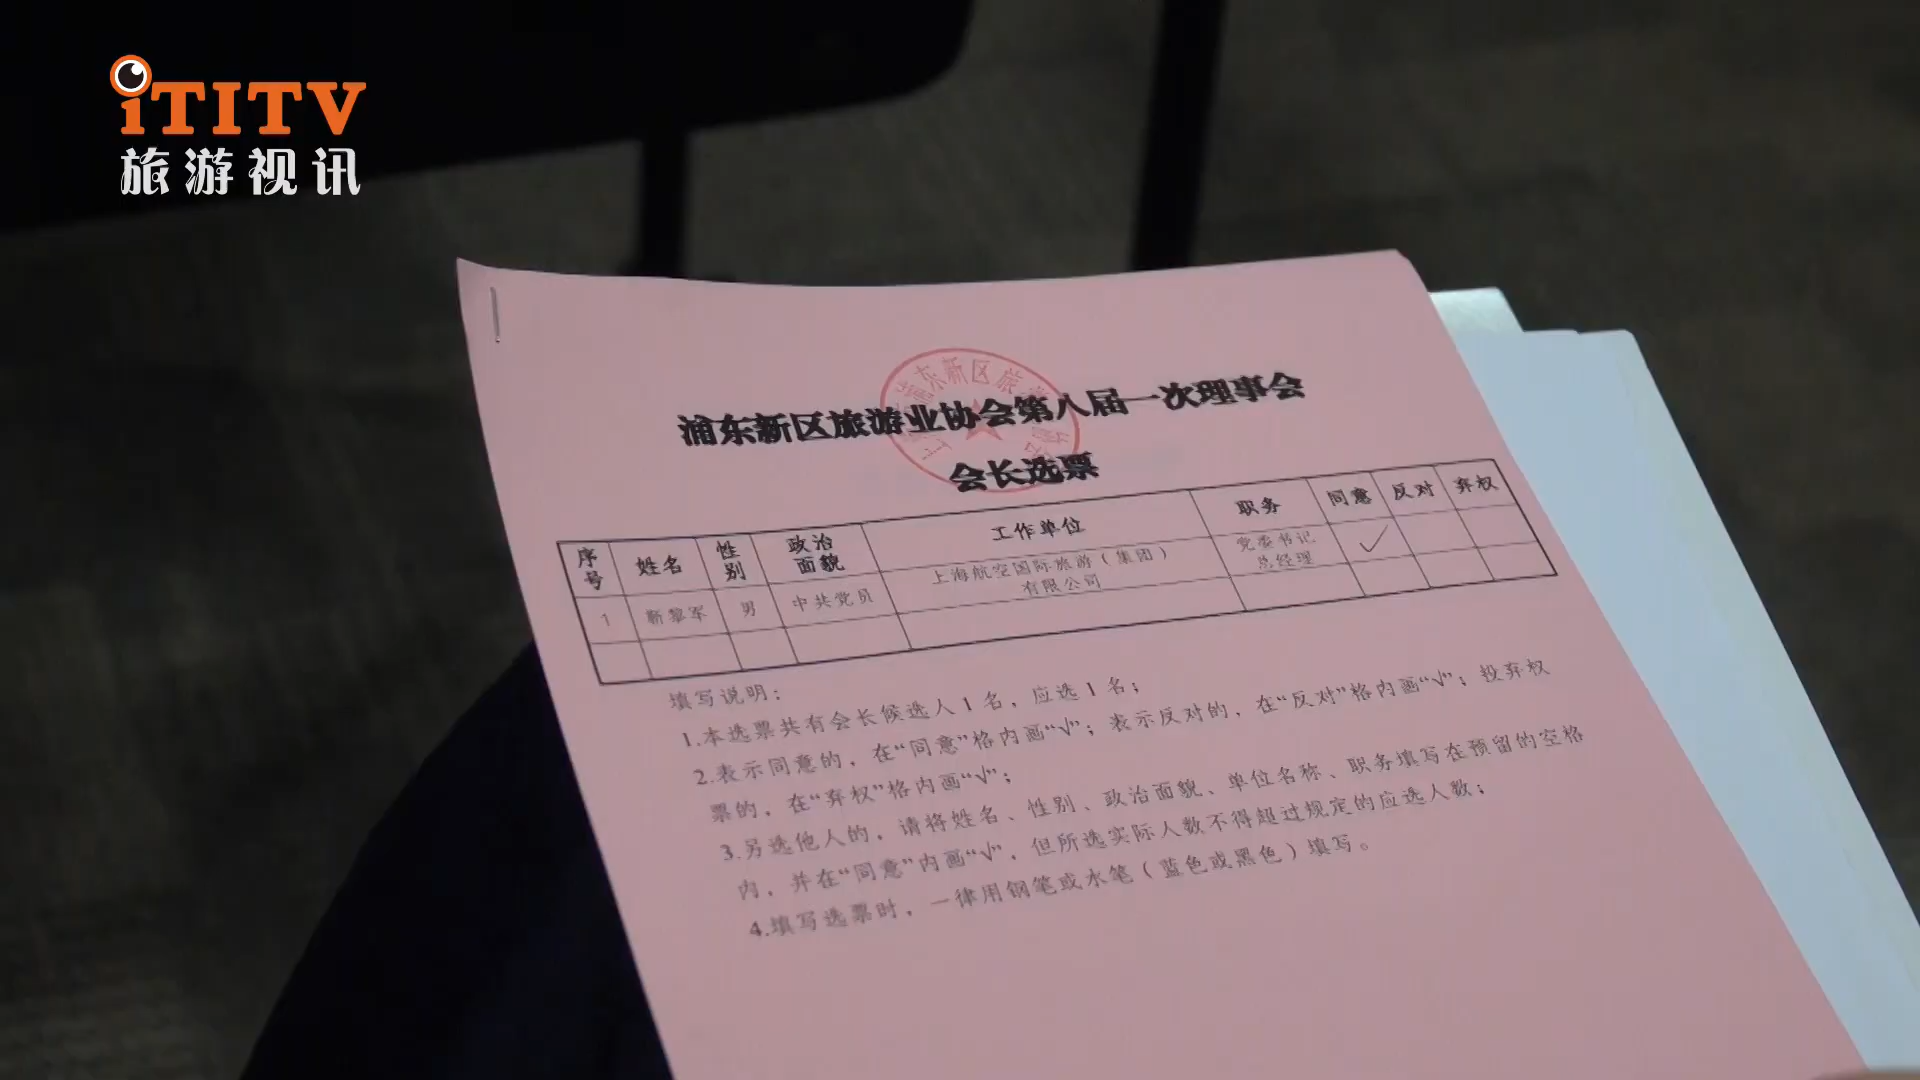 iTITV
旅游视讯
浦东新区旅游业协会第八届一次理事会
会长选票
序号 姓名 性别 政治面貌 工作单位 职务 同意 反对 弃权
1 靳黎军 男 中共党员 上海航空国际旅游（集团）有限公司 党委书记 总经理 √
填写说明：
1.本选票共有会长候选人1名，应选1名；
2.表示同意的，在“同意”格内画“√”；表示反对的，在“反对”格内画“√”；投弃权
票的，在“弃权”格内画“√”；
3.另选他人的，请将姓名、性别、政治面貌、单位名称、职务填写在预留的空格
内，并在“同意”内画“√”，但所选实际人数不得超过规定的应选人数；
4.填写选票时，一律用钢笔或水笔（蓝色或黑色）填写。